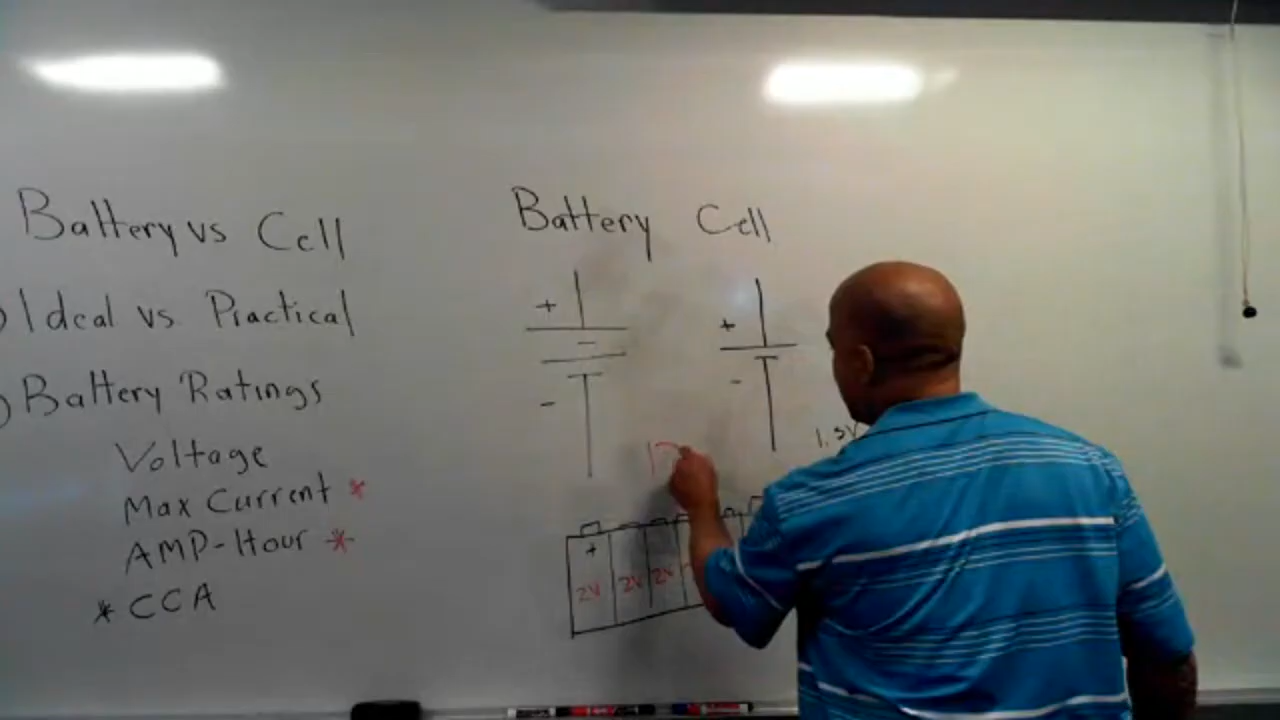 Battery vs Cell
) Ideal vs Practical
) Battery Ratings
Voltage
Max Current *
AMP-Hour *
* CCA
Battery Cell
+
+
-
-
-
1.5V
1
+
2V 2V 2V